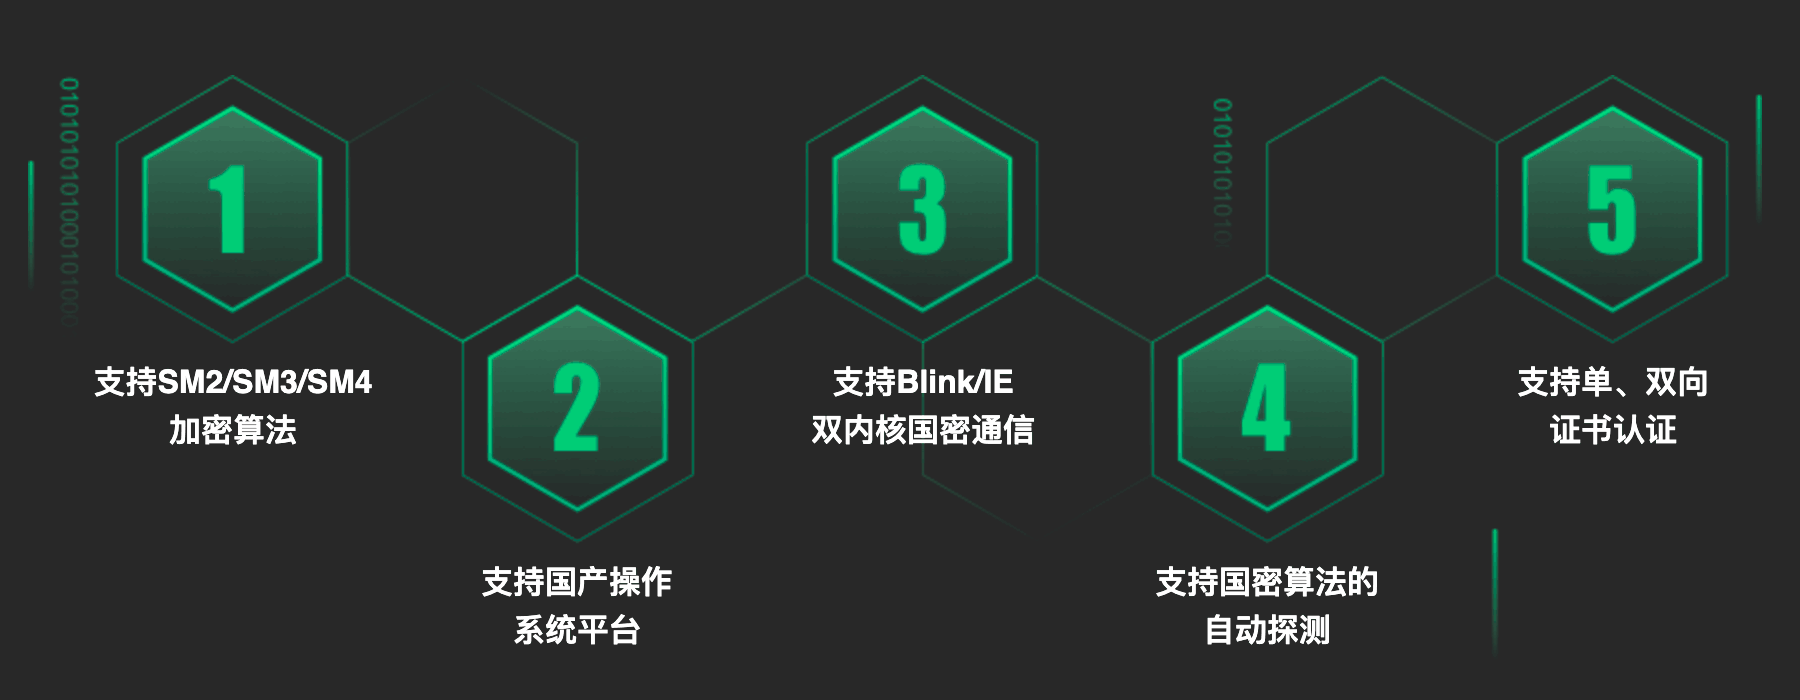 1
支持SM2/SM3/SM4
加密算法
2
支持国产操作
系统平台
3
支持Blink/IE
双内核国密通信
4
支持国密算法的
自动探测
5
支持单、双向
证书认证